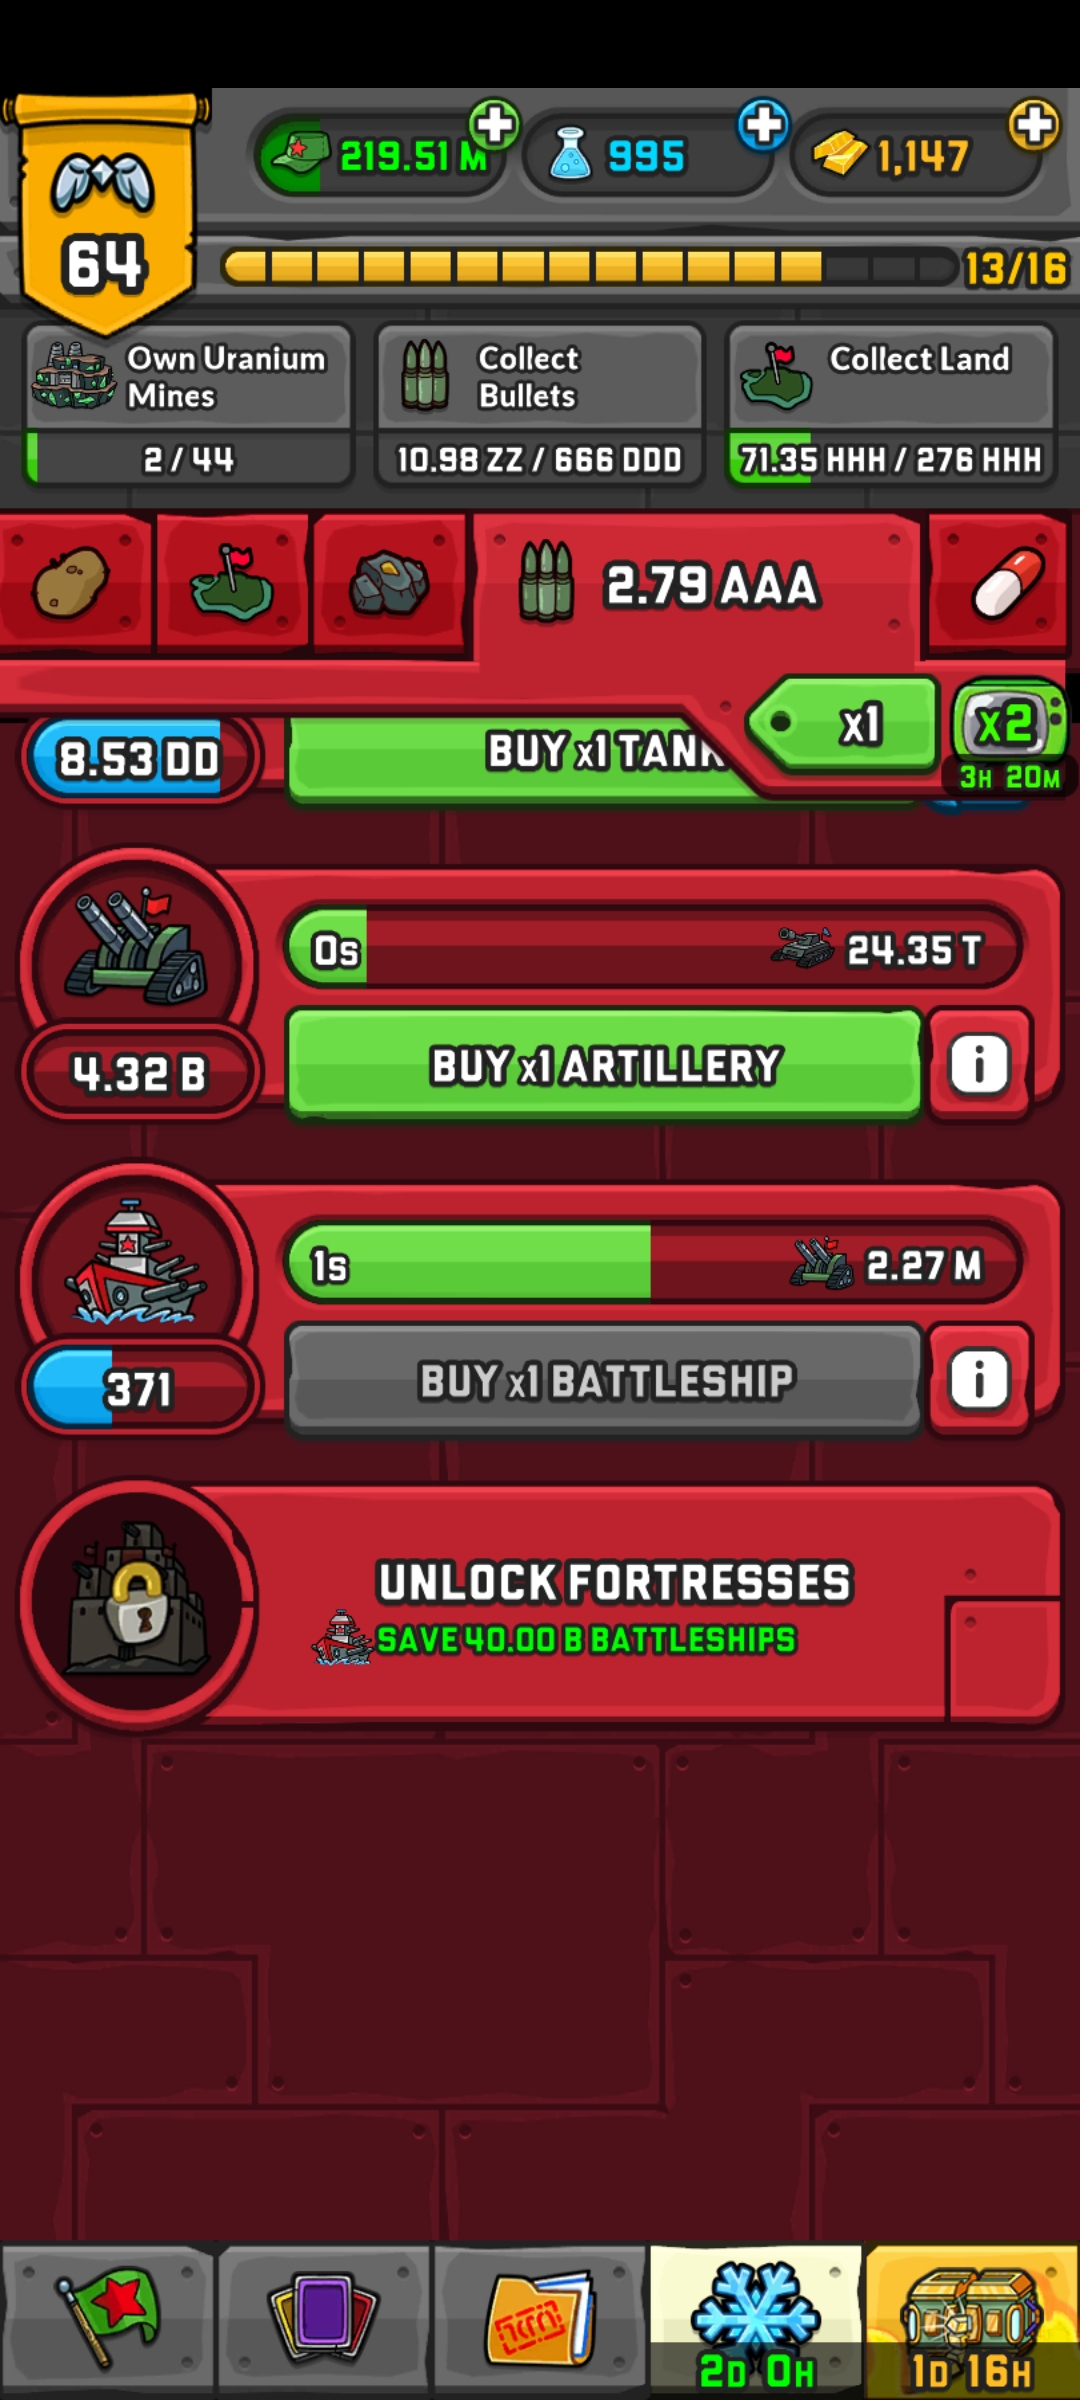 219.51 M
995
1,147
64
13/16
Own Uranium
Mines
Collect
Bullets
Collect Land
2 / 44
10.98 ZZ / 666 DDD
71.35 HHH / 276 HHH
2.79 AAA
x1
x2
3H 20M
8.53 DD
BUY x1 TANK
0s
24.35 T
4.32 B
BUY x1 ARTILLERY
i
1s
2.27 M
371
BUY x1 BATTLESHIP
i
UNLOCK FORTRESSES
SAVE 40.00 B BATTLESHIPS
2D 0H
1D 16H